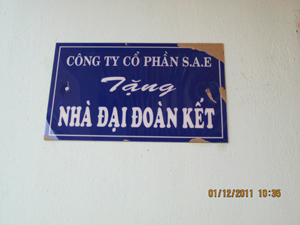 CÔNG TY CỔ PHẦN S.A.E
Tặng
NHÀ ĐẠI ĐOÀN KẾT
01/12/2011 10:35